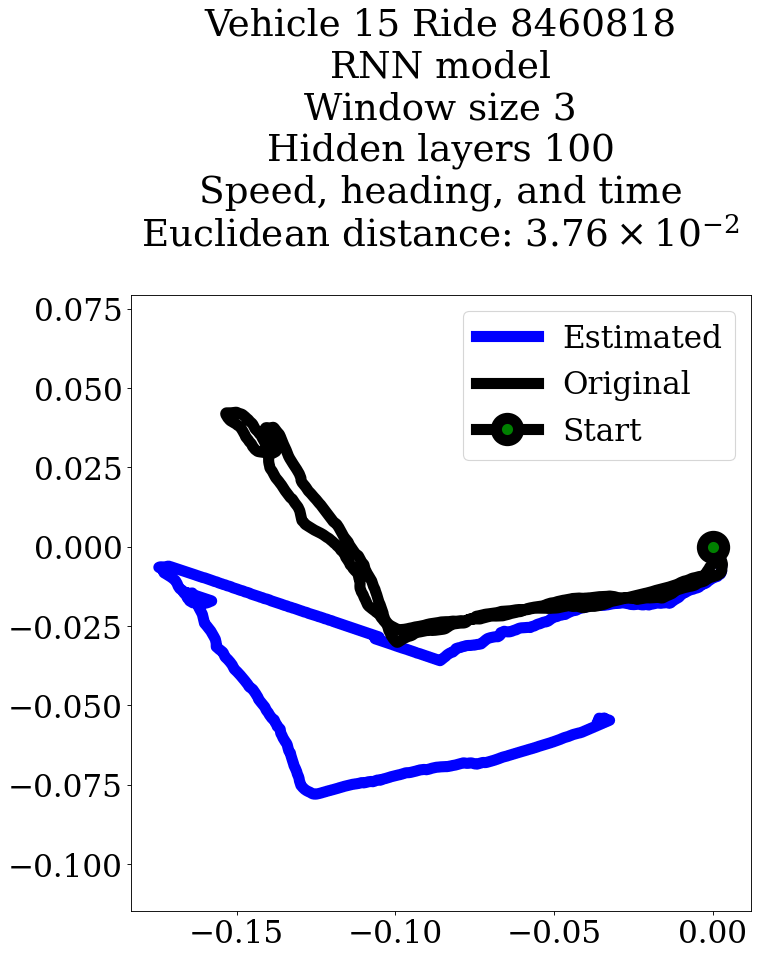 Vehicle 15 Ride 8460818
RNN model
Window size 3
Hidden layers 100
Speed, heading, and time
Euclidean distance: 3.76 × 10⁻²
0.075
0.050
0.025
0.000
−0.025
−0.050
−0.075
−0.100
Estimated
Original
Start
−0.15 −0.10 −0.05 0.00